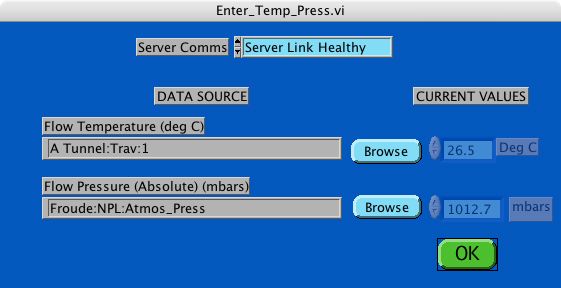 Enter_Temp_Press.vi
Server Comms Server Link Healthy
DATA SOURCE CURRENT VALUES
Flow Temperature (deg C)
A Tunnel:Trav:1 Browse 26.5 Deg C
Flow Pressure (Absolute) (mbars)
Froude:NPL:Atmos_Press Browse 1012.7 mbars
OK